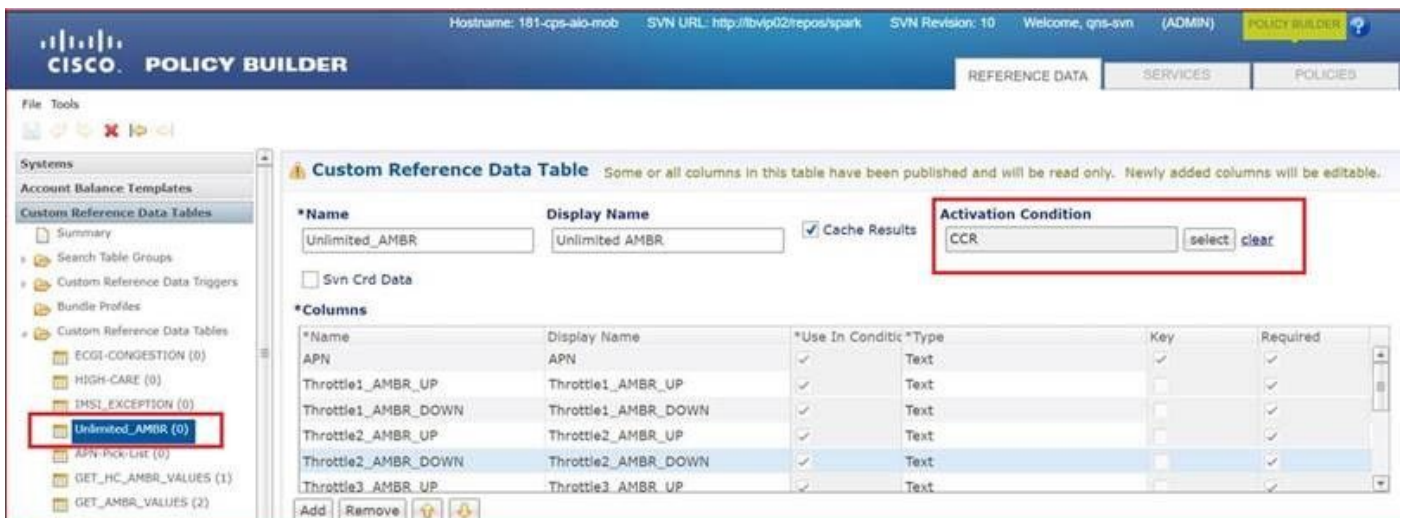 Hostname: 181-cps-aio-mob SVN URL: http://lbvip02/repos/spark SVN Revision: 10 Welcome, qns-svn (ADMIN) POLICY BUILDER ?
CISCO. POLICY BUILDER
REFERENCE DATA SERVICES POLICIES
File Tools
Systems
Account Balance Templates
Custom Reference Data Tables
Summary
Search Table Groups
Custom Reference Data Triggers
Bundle Profiles
Custom Reference Data Tables
ECGI-CONGESTION (0)
HIGH-CARE (0)
IMSI_EXCEPTION (0)
Unlimited_AMBR (0)
APN-Pick-List (0)
GET_HC_AMBR_VALUES (1)
GET_AMBR_VALUES (2)
Custom Reference Data Table Some or all columns in this table have been published and will be read only. Newly added columns will be editable.
*Name Display Name Cache Results Activation Condition
Unlimited_AMBR Unlimited AMBR CCR select clear
Svn Crd Data
*Columns
*Name Display Name *Use In Conditic *Type Key Required
APN APN Text
Throttle1_AMBR_UP Throttle1_AMBR_UP Text
Throttle1_AMBR_DOWN Throttle1_AMBR_DOWN Text
Throttle2_AMBR_UP Throttle2_AMBR_UP Text
Throttle2_AMBR_DOWN Throttle2_AMBR_DOWN Text
Throttle3_AMBR_UP Throttle3_AMBR_UP Text
Add Remove